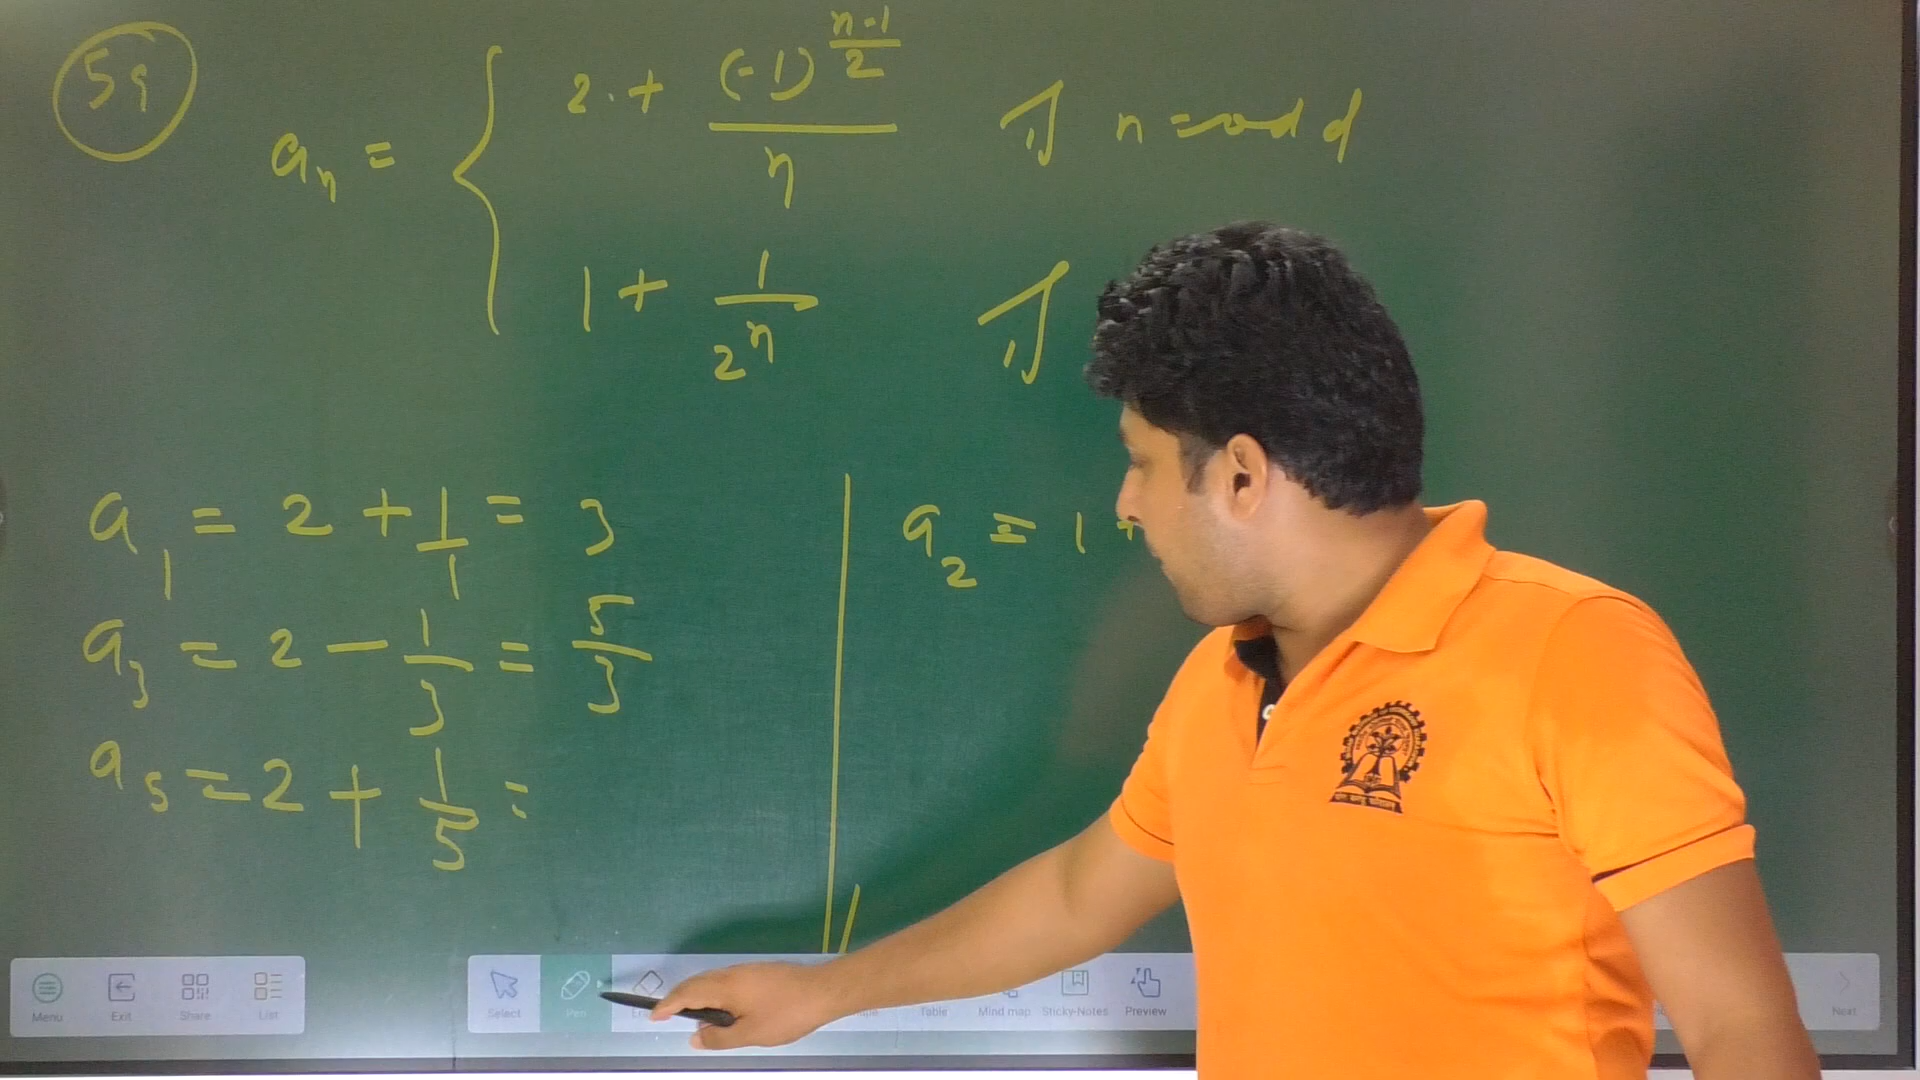 59
aₙ = { 2 + (-1)^((n-1)/2) / n if n = odd
1 + 1/2ⁿ if
a₁ = 2 + 1/1 = 3
a₃ = 2 - 1/3 = 5/3
a₅ = 2 + 1/5 =
a₂ = 1 +
Menu Exit Share List Select Pen Table Mind map Sticky-Notes Preview Next